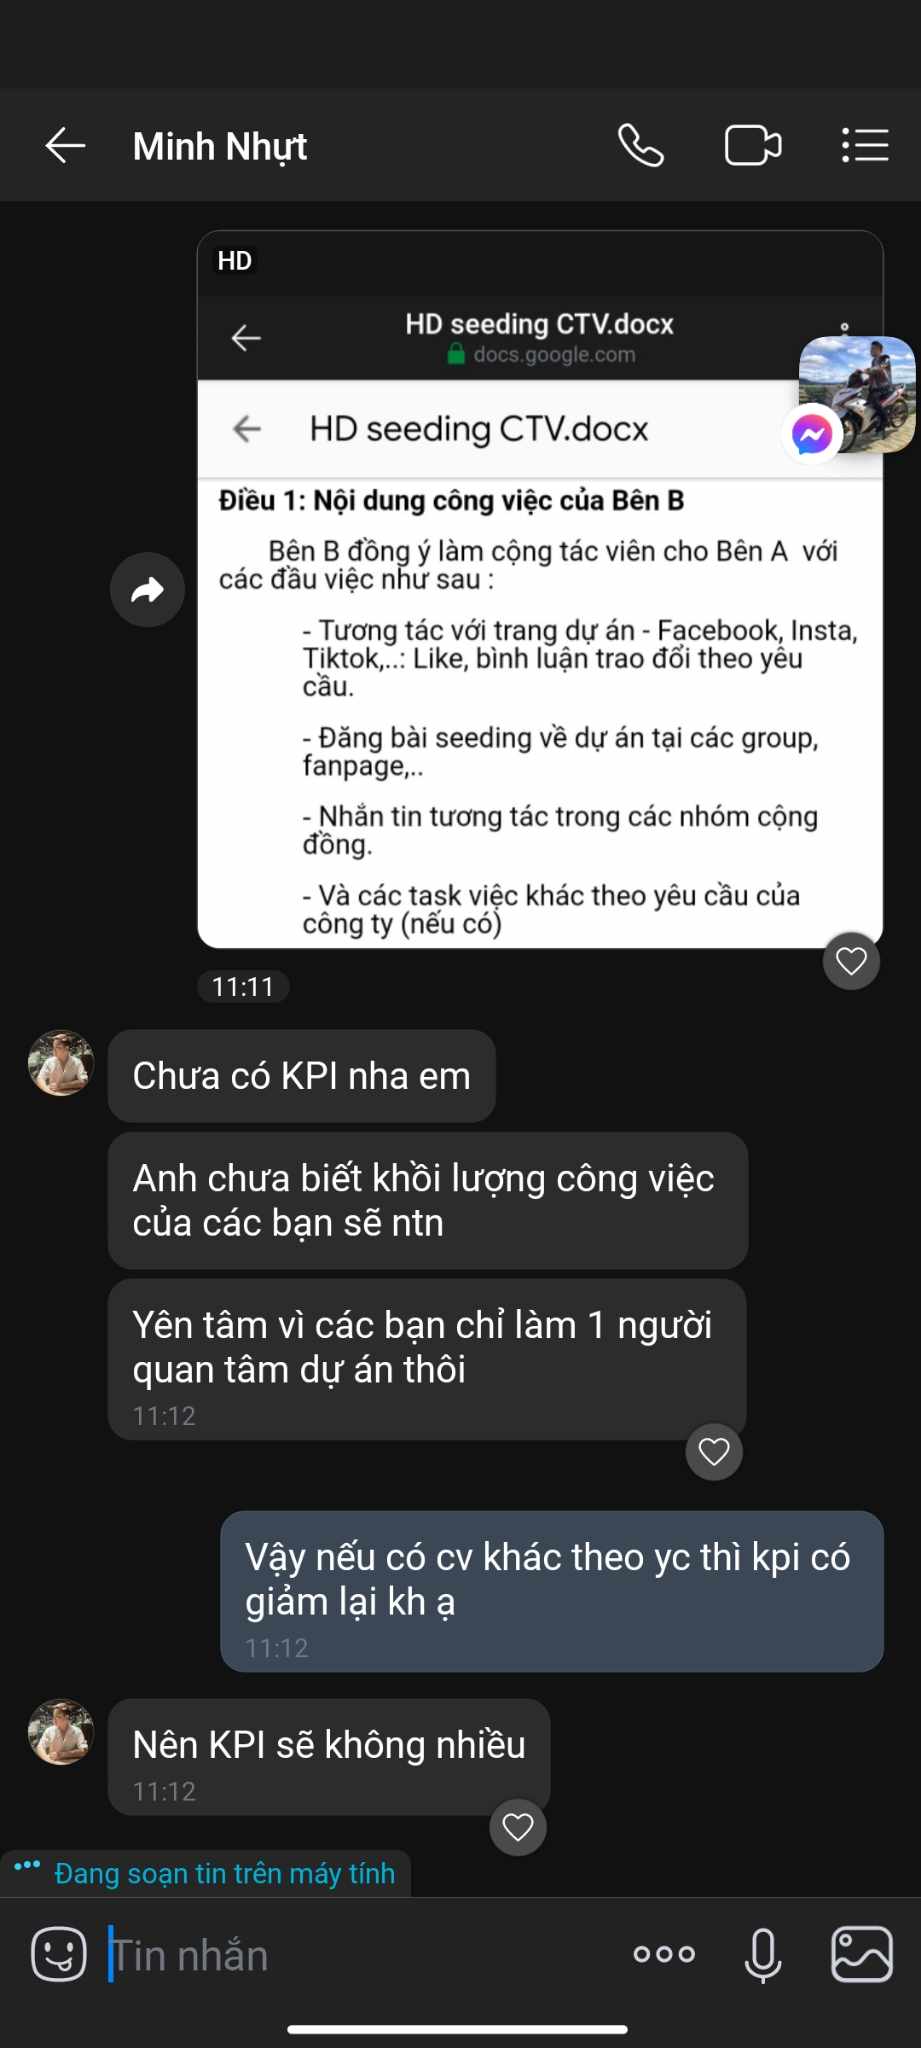 Minh Nhựt
HD
HD seeding CTV.docx
docs.google.com
HD seeding CTV.docx
Điều 1: Nội dung công việc của Bên B
Bên B đồng ý làm cộng tác viên cho Bên A với
các đầu việc như sau :
- Tương tác với trang dự án - Facebook, Insta,
Tiktok,..: Like, bình luận trao đổi theo yêu
cầu.
- Đăng bài seeding về dự án tại các group,
fanpage,..
- Nhắn tin tương tác trong các nhóm cộng
đồng.
- Và các task việc khác theo yêu cầu của
công ty (nếu có)
11:11
Chưa có KPI nha em
Anh chưa biết khồi lượng công việc
của các bạn sẽ ntn
Yên tâm vì các bạn chỉ làm 1 người
quan tâm dự án thôi
11:12
Vậy nếu có cv khác theo yc thì kpi có
giảm lại kh ạ
11:12
Nên KPI sẽ không nhiều
11:12
Đang soạn tin trên máy tính
Tin nhắn